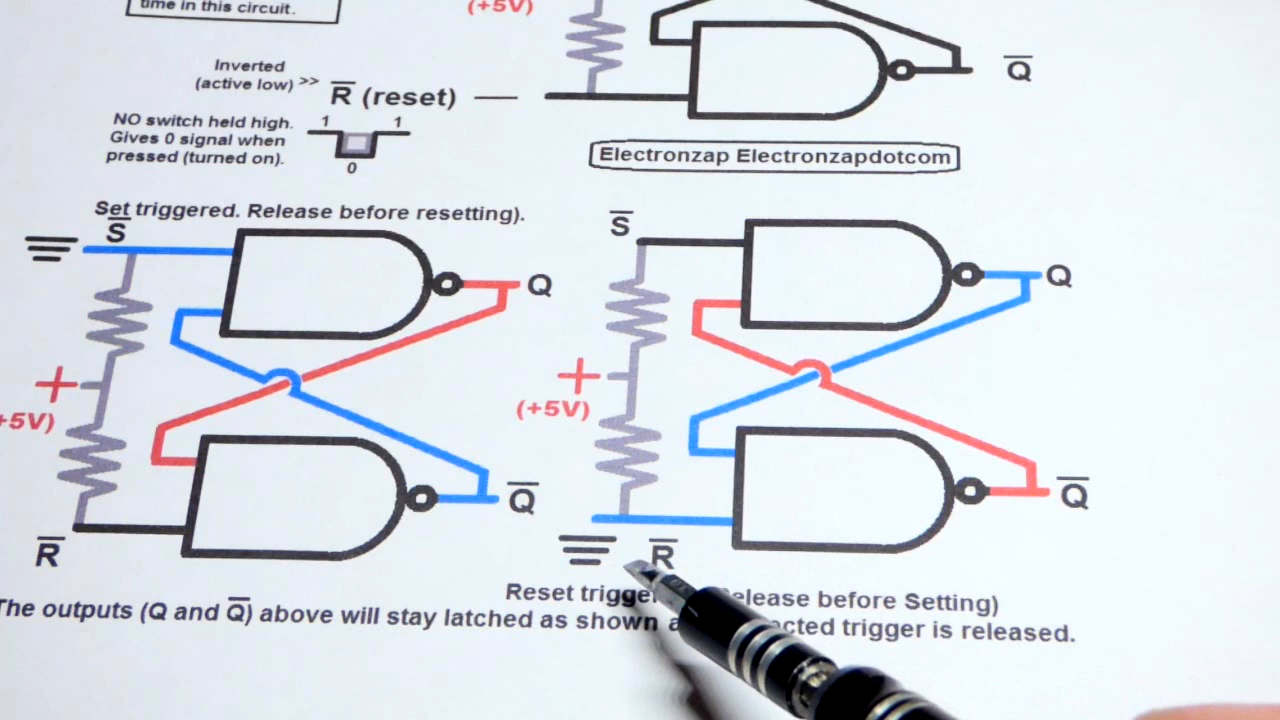 time in this circuit.
(+5V)
Q̅
Inverted
(active low) >>
R̅ (reset)
NO switch held high.
Gives 0 signal when
pressed (turned on).
1 1
0
Electronzap Electronzapdotcom
Set triggered. Release before resetting).
S̅
Q
+
+5V)
R̅
Q̅
S̅
Q
+
(+5V)
R̅
Q̅
Reset trigge elease before Setting)
The outputs (Q and Q̅) above will stay latched as shown a cted trigger is released.